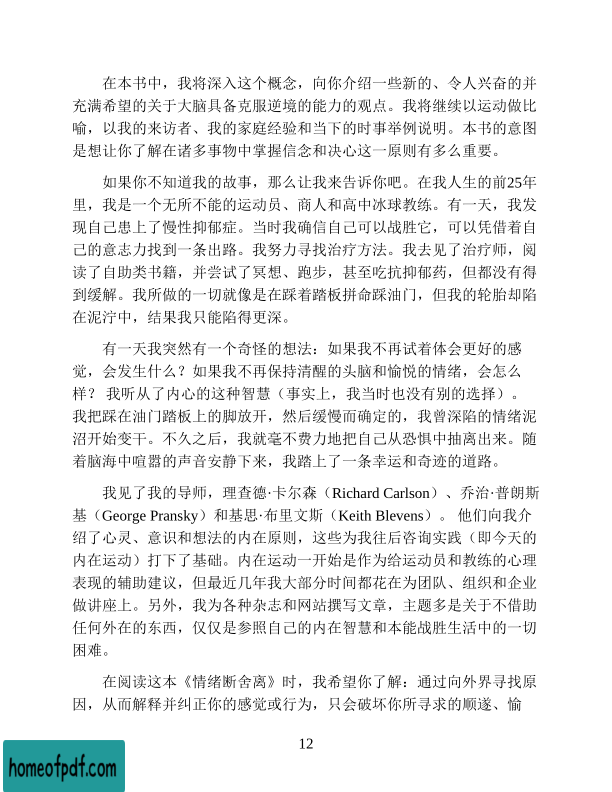 在本书中，我将深入这个概念，向你介绍一些新的、令人兴奋的并
充满希望的关于大脑具备克服逆境的能力的观点。我将继续以运动做比
喻，以我的来访者、我的家庭经验和当下的时事举例说明。本书的意图
是想让你了解在诸多事物中掌握信念和决心这一原则有多么重要。
如果你不知道我的故事，那么让我来告诉你吧。在我人生的前25年
里，我是一个无所不能的运动员、商人和高中冰球教练。有一天，我发
现自己患上了慢性抑郁症。当时我确信自己可以战胜它，可以凭借着自
己的意志力找到一条出路。我努力寻找治疗方法。我去见了治疗师，阅
读了自助类书籍，并尝试了冥想、跑步，甚至吃抗抑郁药，但都没有得
到缓解。我所做的一切就像是在踩着踏板拼命踩油门，但我的轮胎却陷
在泥泞中，结果我只能陷得更深。
有一天我突然有一个奇怪的想法：如果我不再试着体会更好的感
觉，会发生什么？如果我不再保持清醒的头脑和愉悦的情绪，会怎么
样？ 我听从了内心的这种智慧（事实上，我当时也没有别的选择）。
我把踩在油门踏板上的脚放开，然后缓慢而确定的，我曾深陷的情绪泥
沼开始变干。不久之后，我就毫不费力地把自己从恐惧中抽离出来。随
着脑海中喧嚣的声音安静下来，我踏上了一条幸运和奇迹的道路。
我见了我的导师，理查德·卡尔森（Richard Carlson）、乔治·普朗斯
基（George Pransky）和基思·布里文斯（Keith Blevens）。 他们向我介
绍了心灵、意识和想法的内在原则，这些为我往后咨询实践（即今天的
内在运动）打下了基础。内在运动一开始是作为给运动员和教练的心理
表现的辅助建议，但最近几年我大部分时间都花在为团队、组织和企业
做讲座上。另外，我为各种杂志和网站撰写文章，主题多是关于不借助
任何外在的东西，仅仅是参照自己的内在智慧和本能战胜生活中的一切
困难。
在阅读这本《情绪断舍离》时，我希望你了解：通过向外界寻找原
因，从而解释并纠正你的感觉或行为，只会破坏你所寻求的顺遂、愉
12
homeofpdf.com